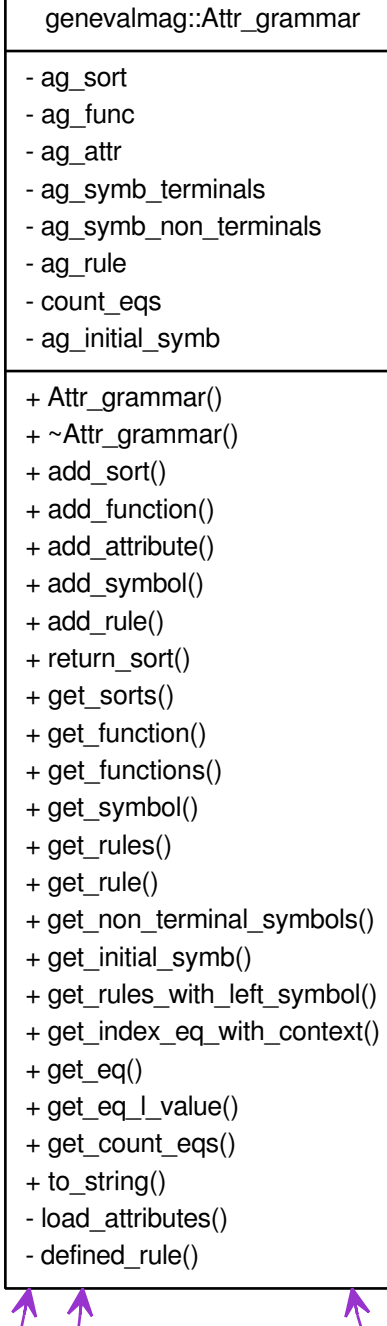 genevalmag::Attr_grammar
- ag_sort
- ag_func
- ag_attr
- ag_symb_terminals
- ag_symb_non_terminals
- ag_rule
- count_eqs
- ag_initial_symb
+ Attr_grammar()
+ ~Attr_grammar()
+ add_sort()
+ add_function()
+ add_attribute()
+ add_symbol()
+ add_rule()
+ return_sort()
+ get_sorts()
+ get_function()
+ get_functions()
+ get_symbol()
+ get_rules()
+ get_rule()
+ get_non_terminal_symbols()
+ get_initial_symb()
+ get_rules_with_left_symbol()
+ get_index_eq_with_context()
+ get_eq()
+ get_eq_l_value()
+ get_count_eqs()
+ to_string()
- load_attributes()
- defined_rule()